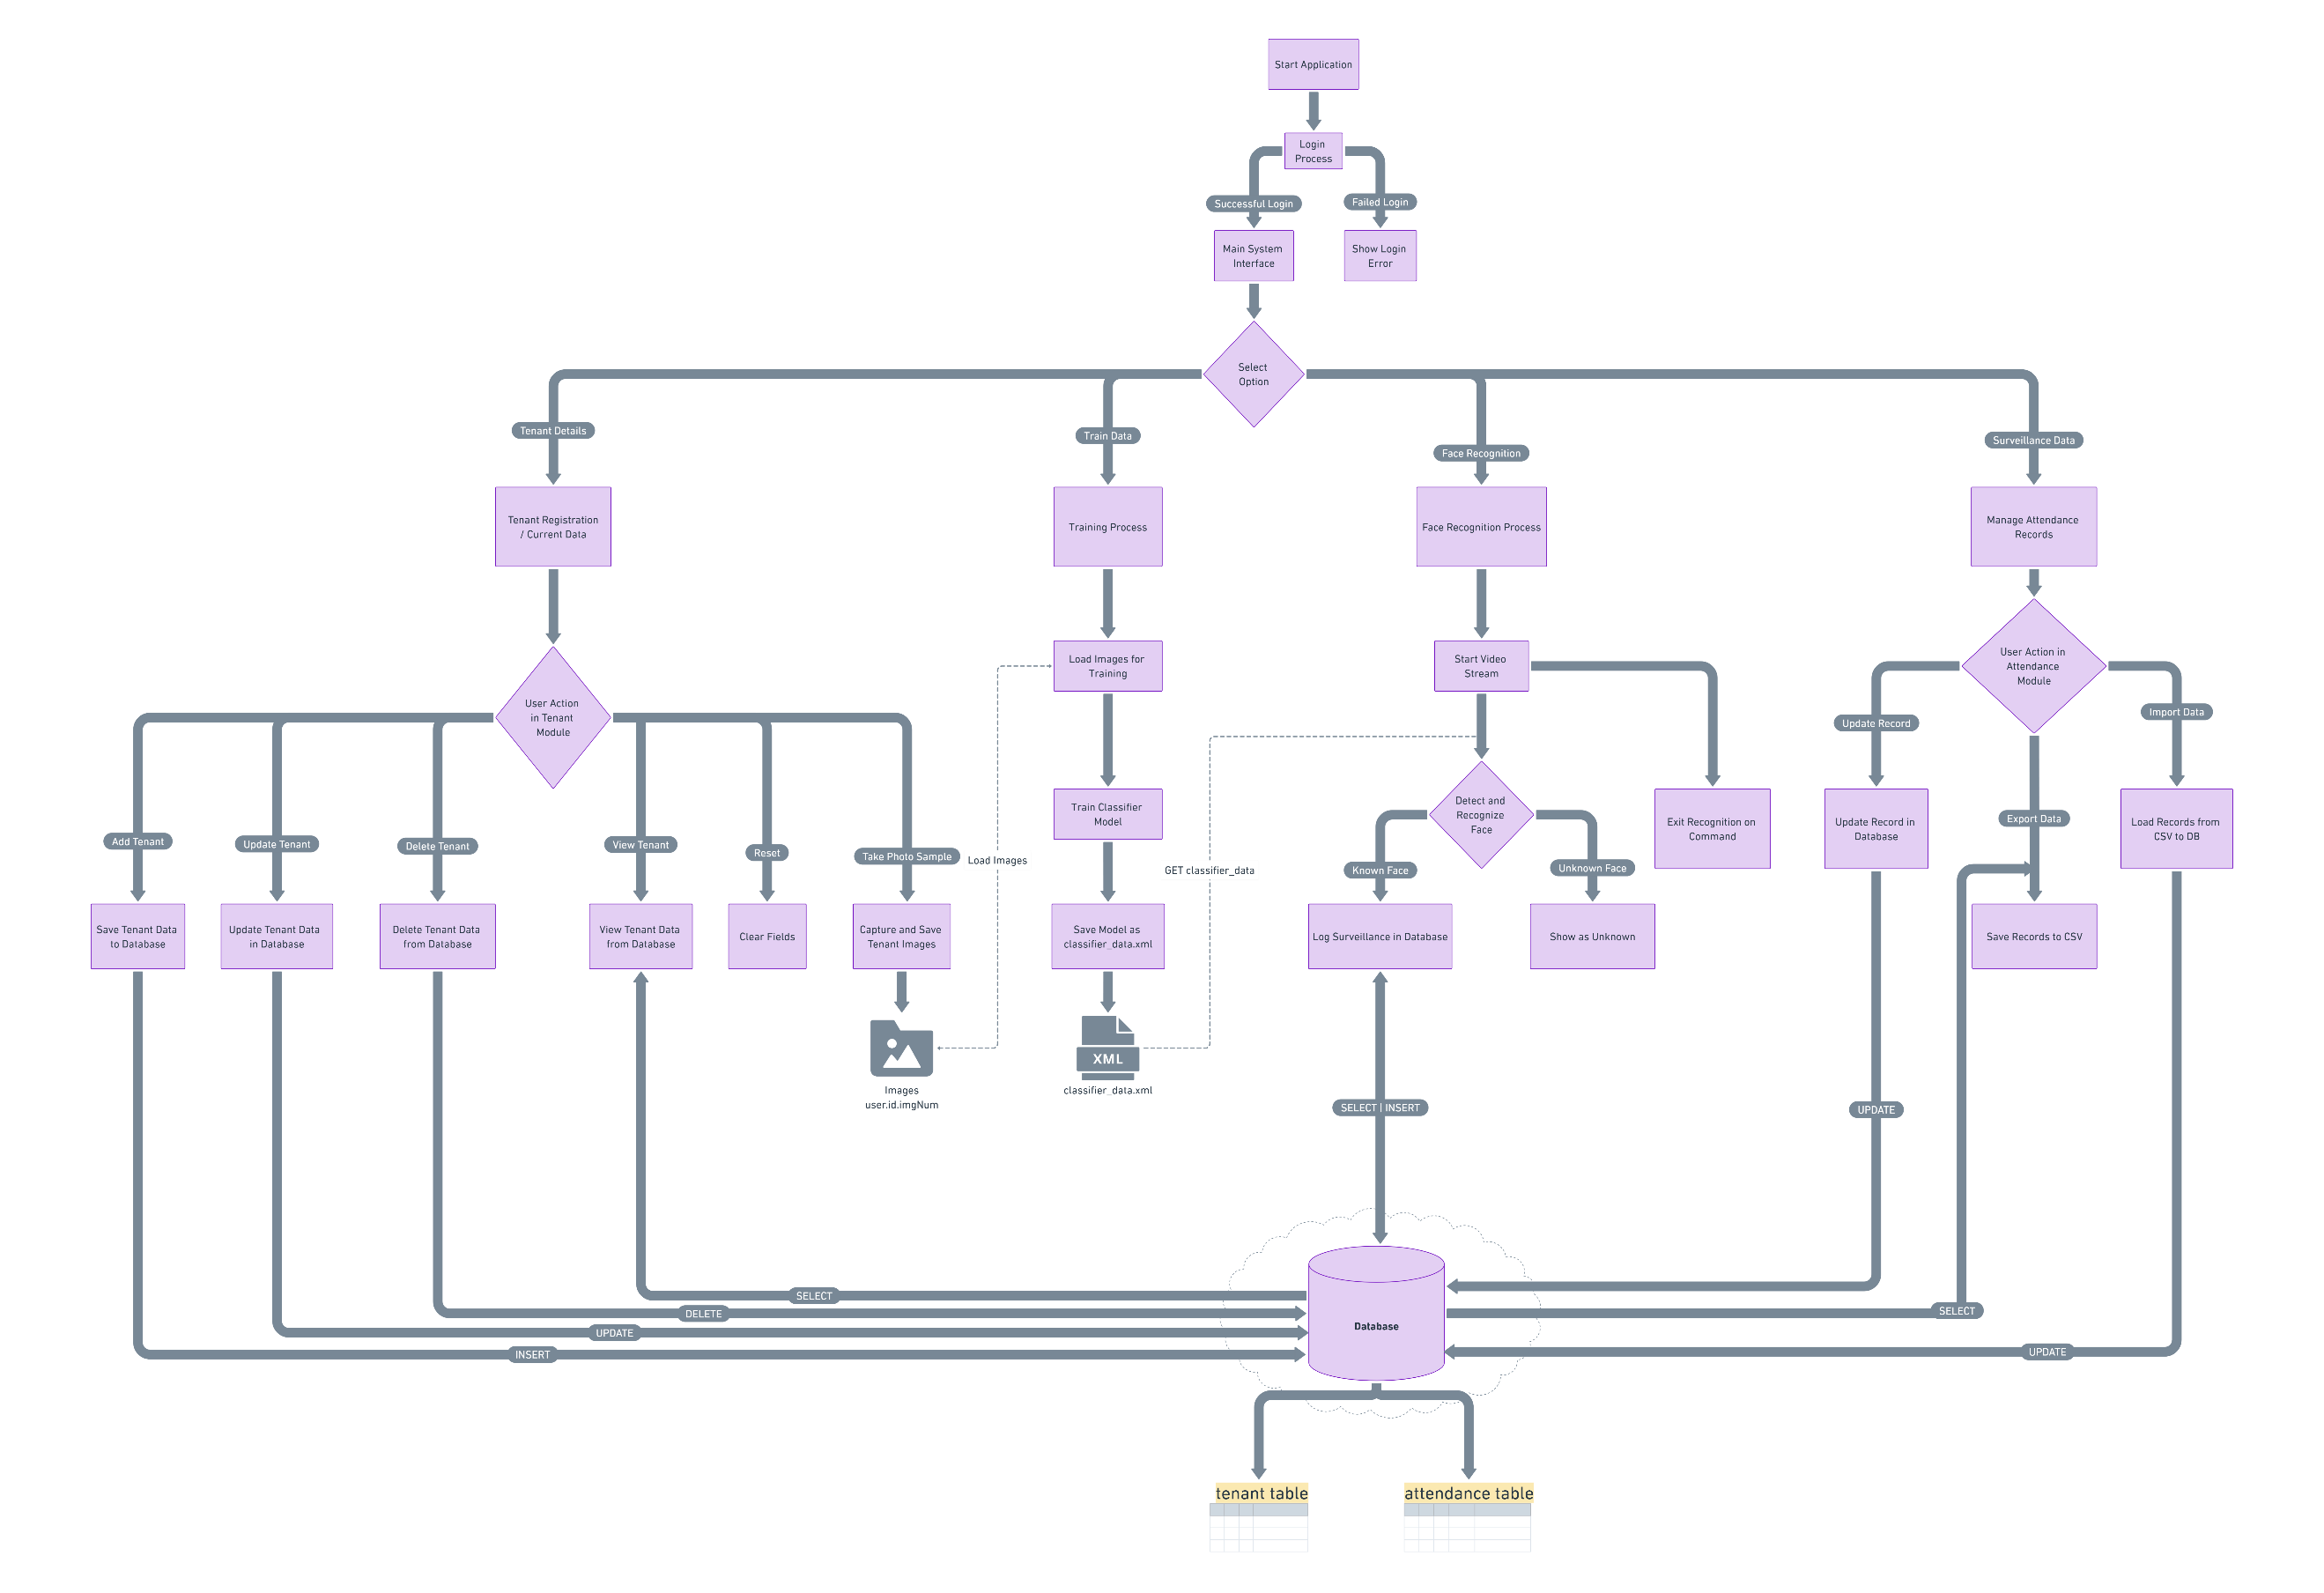 Start Application
Login
Process
Successful Login
Failed Login
Main System
Interface
Show Login
Error
Select
Option
Tenant Details
Train Data
Face Recognition
Surveillance Data
Tenant Registration
/ Current Data
Training Process
Face Recognition Process
Manage Attendance
Records
Load Images for
Training
Start Video
Stream
User Action in
Attendance
Module
User Action
in Tenant
Module
Update Record
Import Data
Train Classifier
Model
Detect and
Recognize
Face
Exit Recognition on
Command
Update Record in
Database
Export Data
Load Records from
CSV to DB
Add Tenant
Update Tenant
Delete Tenant
View Tenant
Reset
Take Photo Sample
Load Images
GET classifier_data
Known Face
Unknown Face
Save Tenant Data
to Database
Update Tenant Data
in Database
Delete Tenant Data
from Database
View Tenant Data
from Database
Clear Fields
Capture and Save
Tenant Images
Save Model as
classifier_data.xml
Log Surveillance in Database
Show as Unknown
Save Records to CSV
XML
Images
user.id.imgNum
classifier_data.xml
SELECT | INSERT
UPDATE
SELECT
DELETE
UPDATE
INSERT
Database
SELECT
UPDATE
tenant table
attendance table